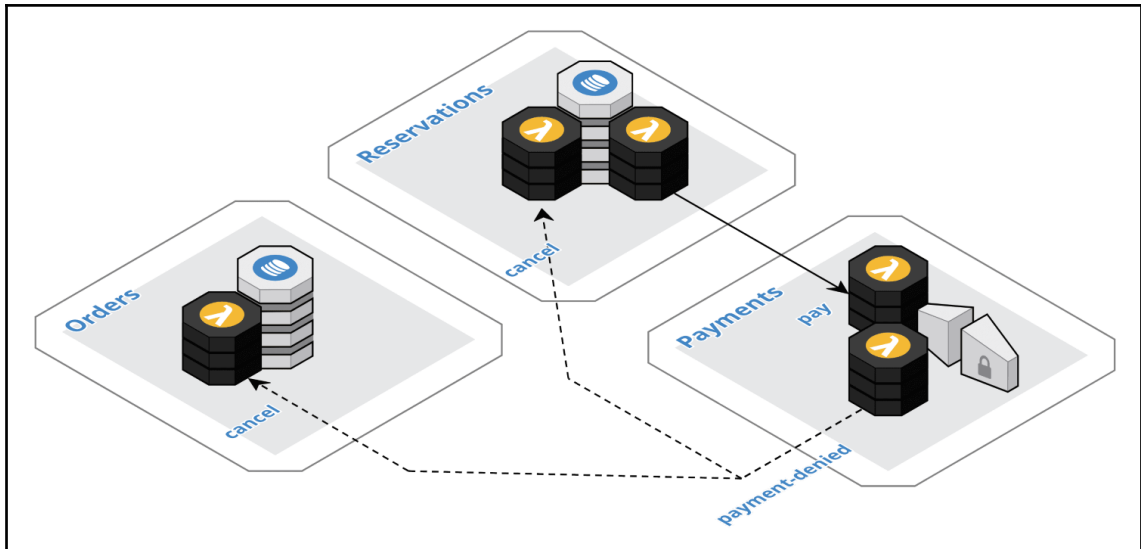 Reservations
cancel
Orders
cancel
Payments
pay
payment-denied